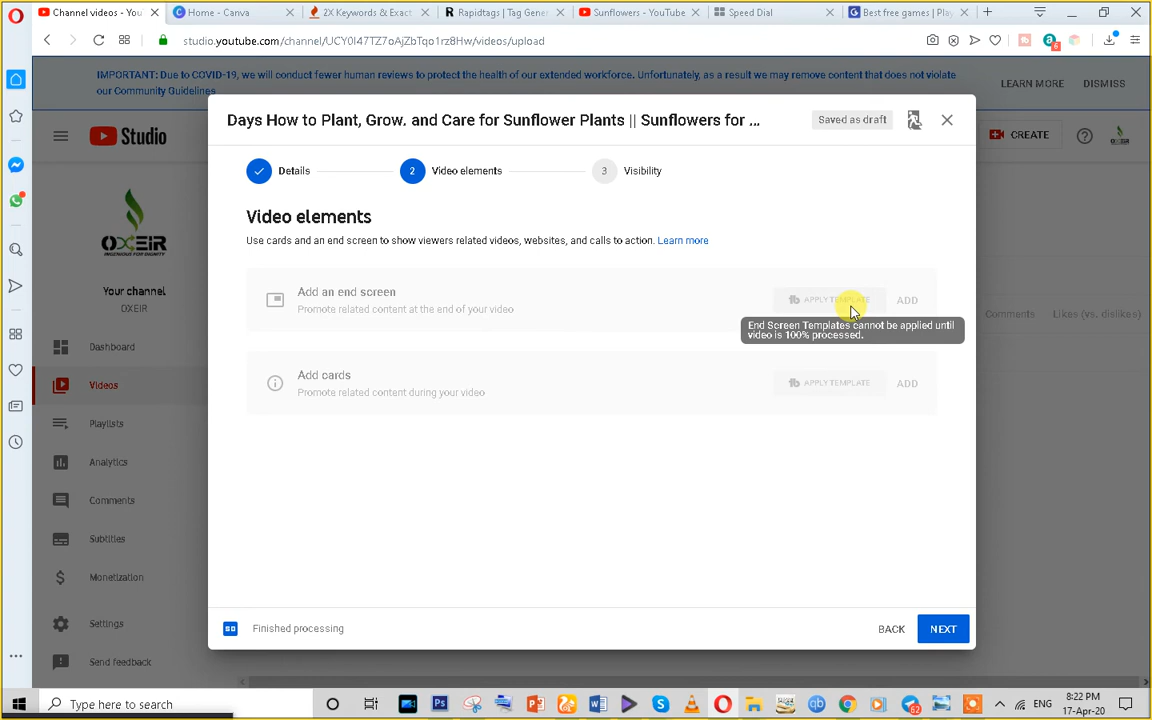 Channel videos - You
Home - Canva
2X Keywords & Exact
Rapidtags | Tag Gene
Sunflowers - YouTube
Speed Dial
Best free games | Play
studio.youtube.com/channel/UCY0I47TZ7oAjZbTqo1rz8Hw/videos/upload
6
IMPORTANT: Due to COVID-19, we will conduct fewer human reviews to protect the health of our extended workforce. Unfortunately, as a result we may remove content that does not violate
our Community Guidelines
LEARN MORE
DISMISS
Studio
CREATE
Days How to Plant, Grow. and Care for Sunflower Plants || Sunflowers for ...
Saved as draft
Details
2
Video elements
3
Visibility
OXEIR
INGENIOUS FOR DIGNITY
Your channel
OXEIR
Dashboard
Videos
Playlists
Analytics
Comments
Subtitles
Monetization
Settings
Send feedback
Video elements
Use cards and an end screen to show viewers related videos, websites, and calls to action. Learn more
Add an end screen
Promote related content at the end of your video
APPLY TEMPLATE
ADD
End Screen Templates cannot be applied until
video is 100% processed.
Add cards
Promote related content during your video
APPLY TEMPLATE
ADD
Comments
Likes (vs. dislikes)
SD
Finished processing
BACK
NEXT
Type here to search
Ps
62
ENG
8:22 PM
17-Apr-20